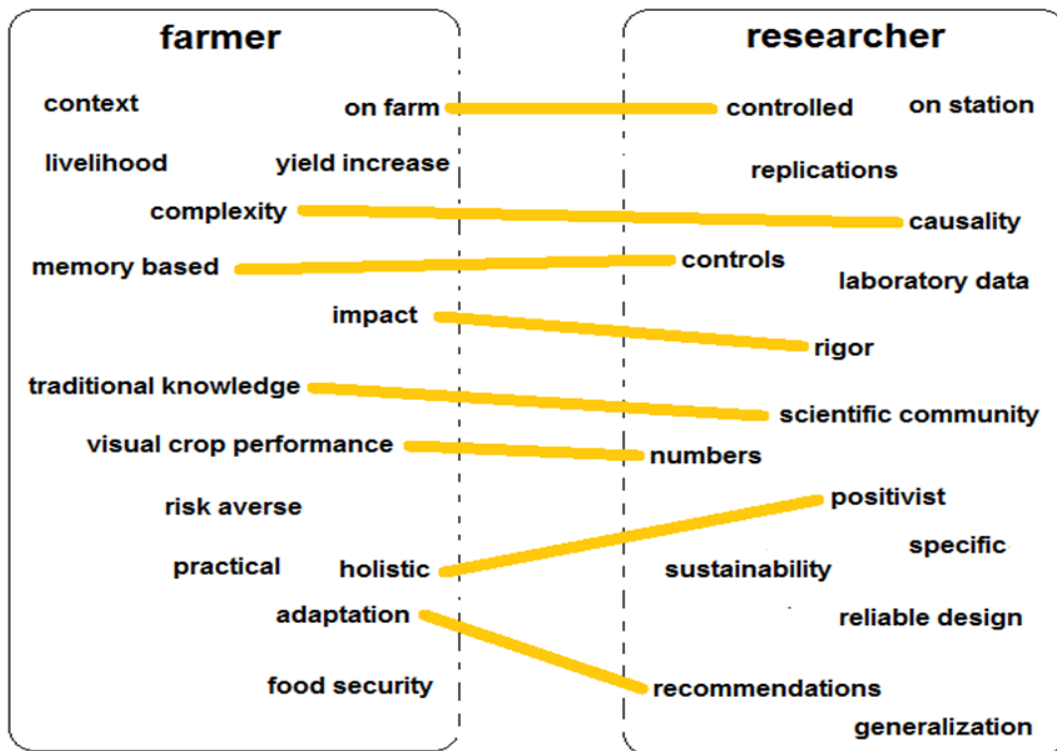 farmer
context
on farm
livelihood
yield increase
complexity
memory based
impact
traditional knowledge
visual crop performance
risk averse
practical
holistic
adaptation
food security
researcher
controlled
on station
replications
causality
controls
laboratory data
rigor
scientific community
numbers
positivist
specific
sustainability
reliable design
recommendations
generalization